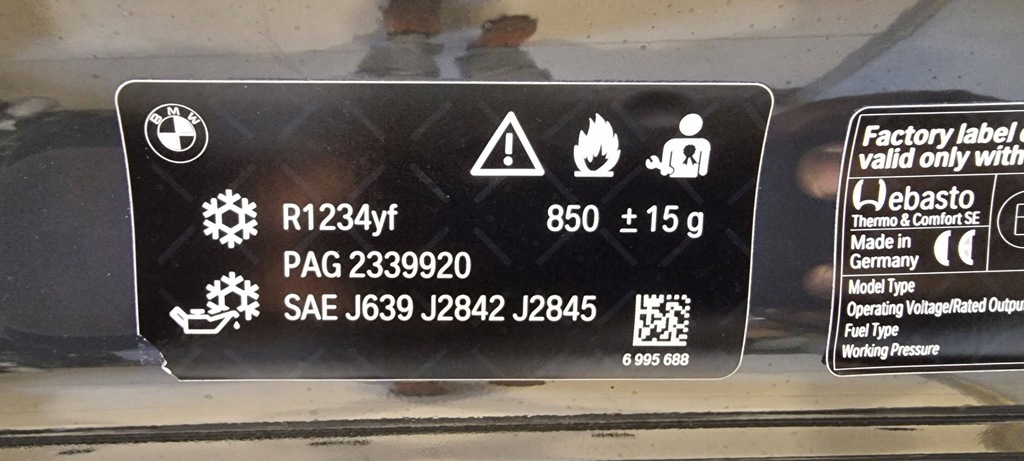 BMW
R1234yf 850 ± 15 g
PAG 2339920
SAE J639 J2842 J2845
6 995 688
Factory label
valid only with
Webasto
Thermo & Comfort SE
Made in
Germany
CE
Model Type
Operating Voltage/Rated
Fuel Type
Working Pressure